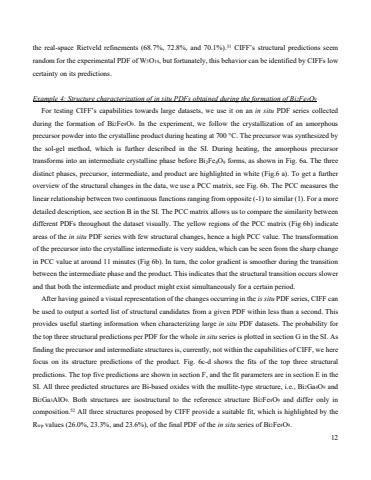 the real-space Rietveld refinements (68.7%, 72.8%, and 70.1%).³¹ CIFF's structural predictions seem
random for the experimental PDF of W₅O₁₄, but fortunately, this behavior can be identified by CIFFs low
certainty on its predictions.
Example 4: Structure characterization of in situ PDFs obtained during the formation of Bi₂Fe₄O₉
For testing CIFF's capabilities towards large datasets, we use it on an in situ PDF series collected
during the formation of Bi₂Fe₄O₉. In the experiment, we follow the crystallization of an amorphous
precursor powder into the crystalline product during heating at 700 °C. The precursor was synthesized by
the sol-gel method, which is further described in the SI. During heating, the amorphous precursor
transforms into an intermediate crystalline phase before Bi₂Fe₄O₉ forms, as shown in Fig. 6a. The three
distinct phases, precursor, intermediate, and product are highlighted in white (Fig.6 a). To get a further
overview of the structural changes in the data, we use a PCC matrix, see Fig. 6b. The PCC measures the
linear relationship between two continuous functions ranging from opposite (-1) to similar (1). For a more
detailed description, see section B in the SI. The PCC matrix allows us to compare the similarity between
different PDFs throughout the dataset visually. The yellow regions of the PCC matrix (Fig 6b) indicate
areas of the in situ PDF series with few structural changes, hence a high PCC value. The transformation
of the precursor into the crystalline intermediate is very sudden, which can be seen from the sharp change
in PCC value at around 11 minutes (Fig 6b). In turn, the color gradient is smoother during the transition
between the intermediate phase and the product. This indicates that the structural transition occurs slower
and that both the intermediate and product might exist simultaneously for a certain period.
After having gained a visual representation of the changes occurring in the is situ PDF series, CIFF can
be used to output a sorted list of structural candidates from a given PDF within less than a second. This
provides useful starting information when characterizing large in situ PDF datasets. The probability for
the top three structural predictions per PDF for the whole in situ series is plotted in section G in the SI. As
finding the precursor and intermediate structures is, currently, not within the capabilities of CIFF, we here
focus on its structure predictions of the product. Fig. 6c-d shows the fits of the top three structural
predictions. The top five predictions are shown in section F, and the fit parameters are in section E in the
SI. All three predicted structures are Bi-based oxides with the mullite-type structure, i.e., Bi₂Ga₄O₉ and
Bi₂Ga₃AlO₉. Both structures are isostructural to the reference structure Bi₂Fe₄O₉ and differ only in
composition.⁵² All three structures proposed by CIFF provide a suitable fit, which is highlighted by the
Rwp values (26.0%, 23.3%, and 23.6%), of the final PDF of the in situ series of Bi₂Fe₄O₉.
12